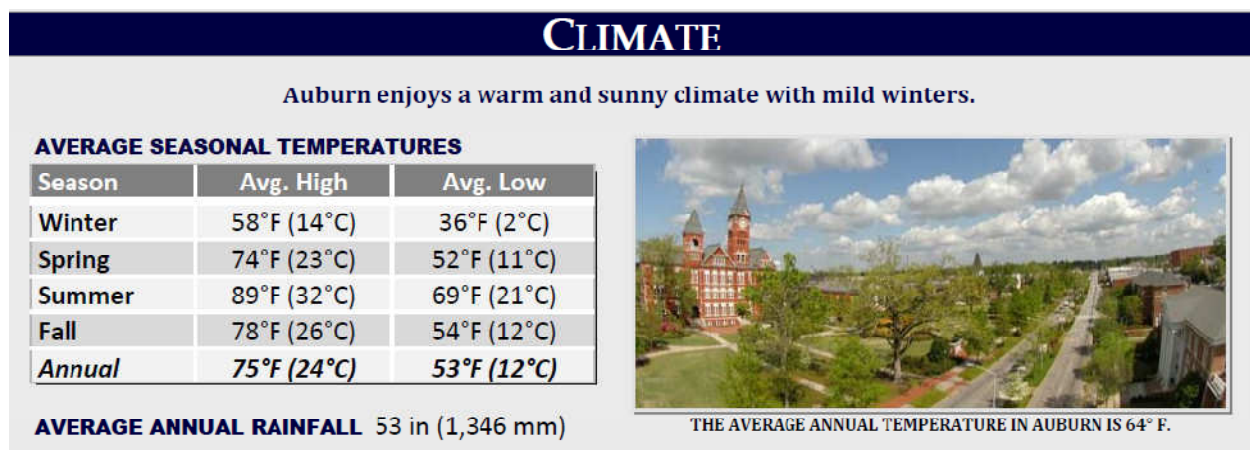 CLIMATE
Auburn enjoys a warm and sunny climate with mild winters.
AVERAGE SEASONAL TEMPERATURES
Season Avg. High Avg. Low
Winter 58°F (14°C) 36°F (2°C)
Spring 74°F (23°C) 52°F (11°C)
Summer 89°F (32°C) 69°F (21°C)
Fall 78°F (26°C) 54°F (12°C)
Annual 75°F (24°C) 53°F (12°C)
AVERAGE ANNUAL RAINFALL 53 in (1,346 mm)
THE AVERAGE ANNUAL TEMPERATURE IN AUBURN IS 64° F.